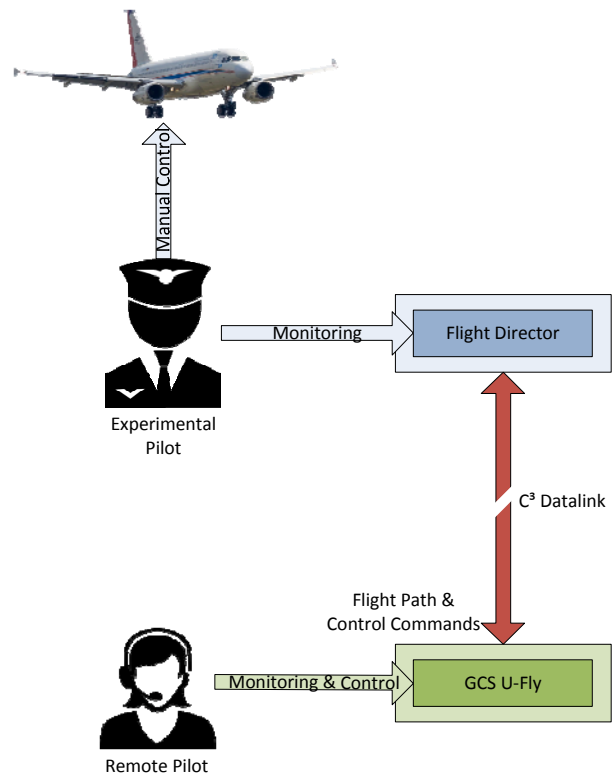 Manual Control
Monitoring
Flight Director
Experimental
Pilot
C³ Datalink
Flight Path &
Control Commands
Monitoring & Control
GCS U-Fly
Remote Pilot